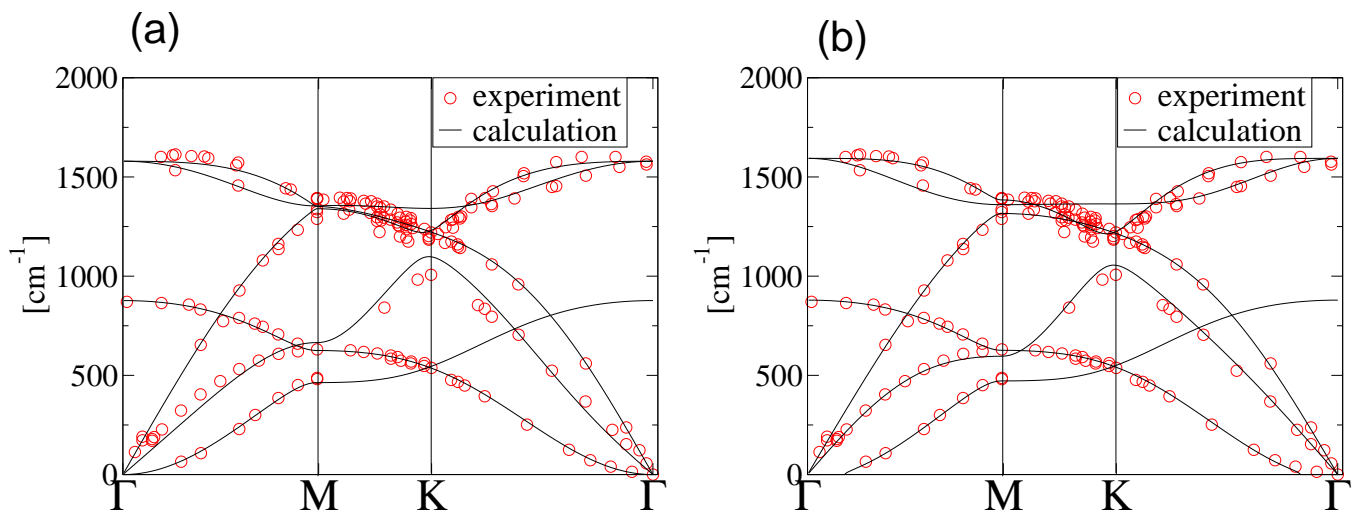 (a)
(b)
2000
experiment
calculation
1500
1000
500
0
[cm⁻¹]
Γ M K Γ
2000
experiment
calculation
1500
1000
500
0
[cm⁻¹]
Γ M K Γ